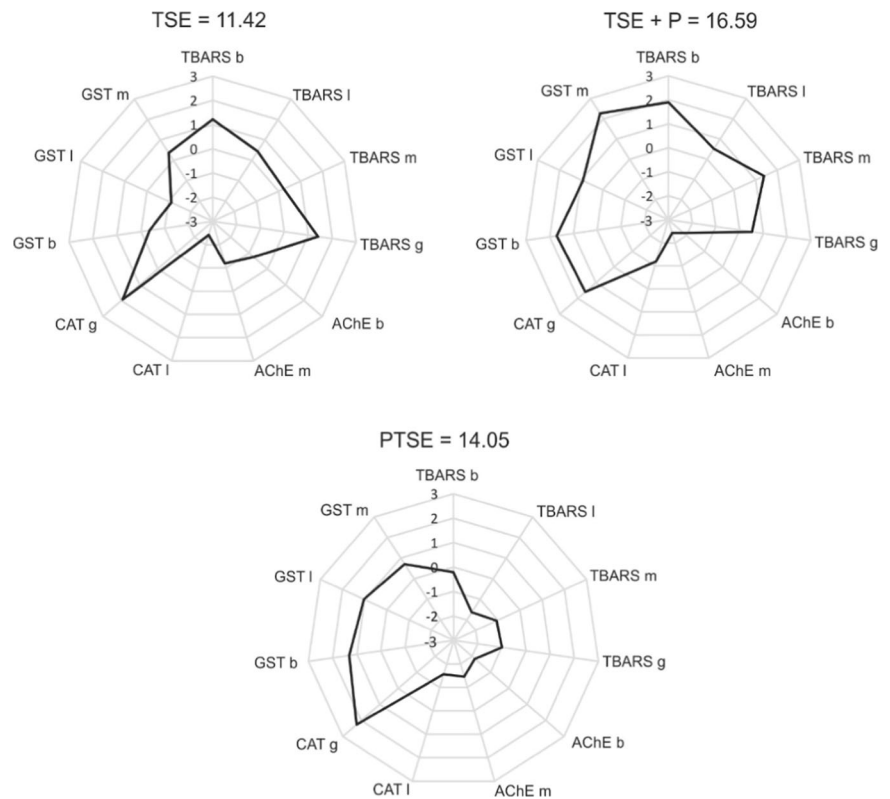 TSE = 11.42
TBARS b
TBARS l
TBARS m
TBARS g
AChE b
AChE m
CAT l
CAT g
GST b
GST l
GST m
3
2
1
0
-1
-2
-3
TSE + P = 16.59
TBARS b
TBARS l
TBARS m
TBARS g
AChE b
AChE m
CAT l
CAT g
GST b
GST l
GST m
3
2
1
0
-1
-2
-3
PTSE = 14.05
TBARS b
TBARS l
TBARS m
TBARS g
AChE b
AChE m
CAT l
CAT g
GST b
GST l
GST m
3
2
1
0
-1
-2
-3